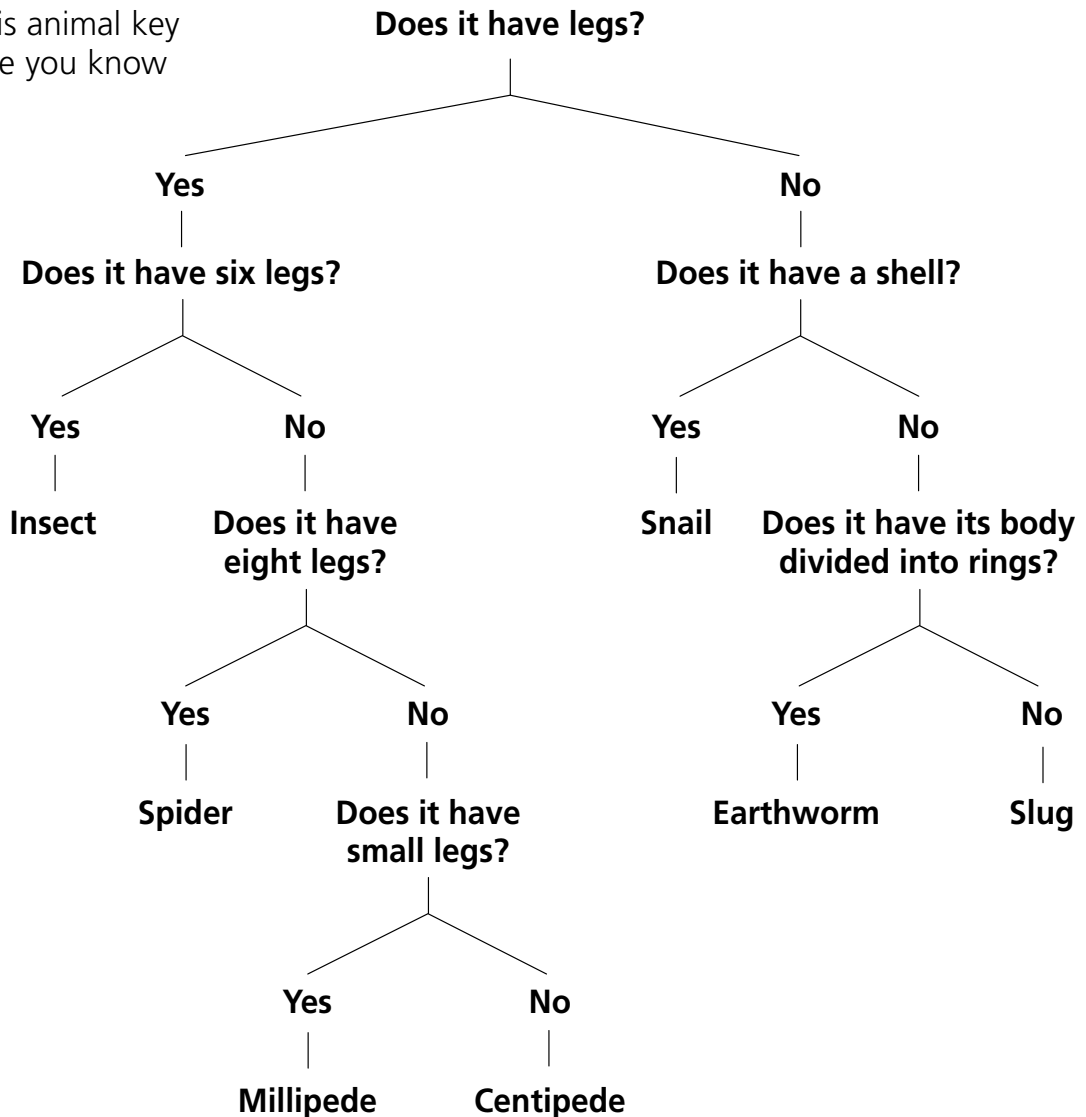 is animal key
e you know
Does it have legs?
Yes
No
Does it have six legs?
Does it have a shell?
Yes
No
Yes
No
Insect
Does it have
eight legs?
Snail
Does it have its body
divided into rings?
Yes
No
Yes
No
Spider
Does it have
small legs?
Earthworm
Slug
Yes
No
Millipede
Centipede